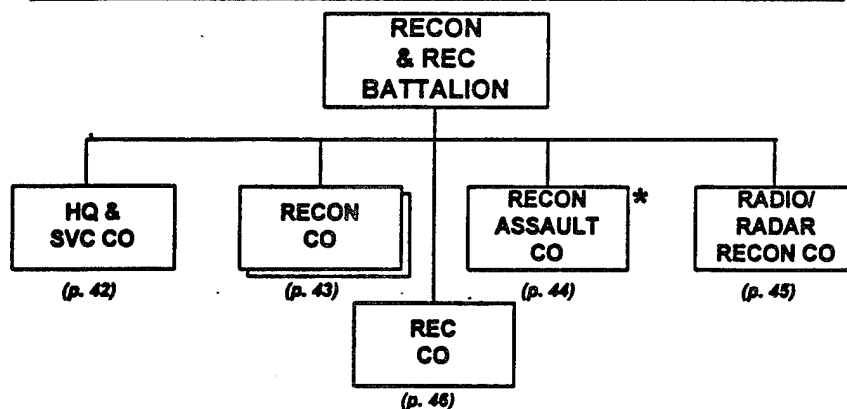 RECON
& REC
BATTALION
HQ &
SVC CO
(p. 42)
RECON
CO
(p. 43)
RECON
ASSAULT
CO
*
(p. 44)
RADIO/
RADAR
RECON CO
(p. 45)
REC
CO
(p. 46)